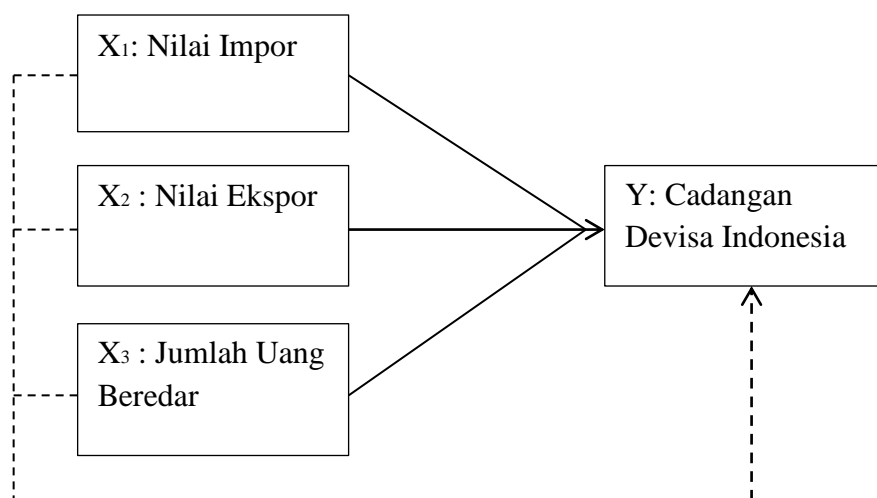 X₁: Nilai Impor
X₂ : Nilai Ekspor
Y: Cadangan
Devisa Indonesia
X₃ : Jumlah Uang
Beredar